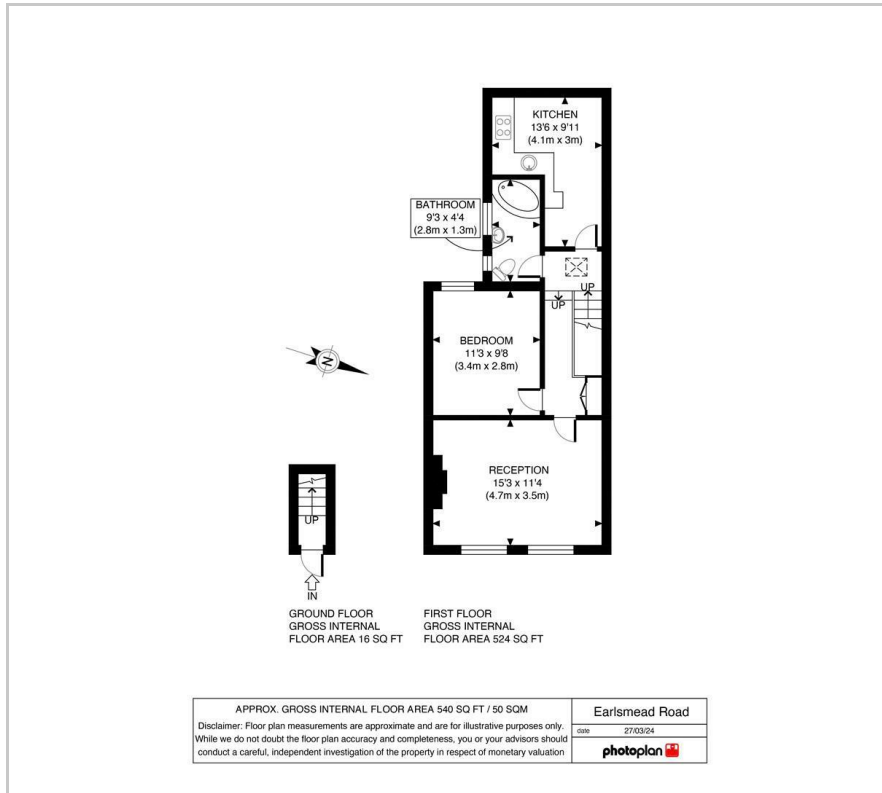 KITCHEN
13'6 x 9'11
(4.1m x 3m)
BATHROOM
9'3 x 4'4
(2.8m x 1.3m)
UP
UP
BEDROOM
11'3 x 9'8
(3.4m x 2.8m)
N
RECEPTION
15'3 x 11'4
(4.7m x 3.5m)
UP
IN
GROUND FLOOR
GROSS INTERNAL
FLOOR AREA 16 SQ FT
FIRST FLOOR
GROSS INTERNAL
FLOOR AREA 524 SQ FT
APPROX. GROSS INTERNAL FLOOR AREA 540 SQ FT / 50 SQM
Disclaimer: Floor plan measurements are approximate and are for illustrative purposes only.
While we do not doubt the floor plan accuracy and completeness, you or your advisors should
conduct a careful, independent investigation of the property in respect of monetary valuation
Earlsmead Road
date 27/03/24
photoplan